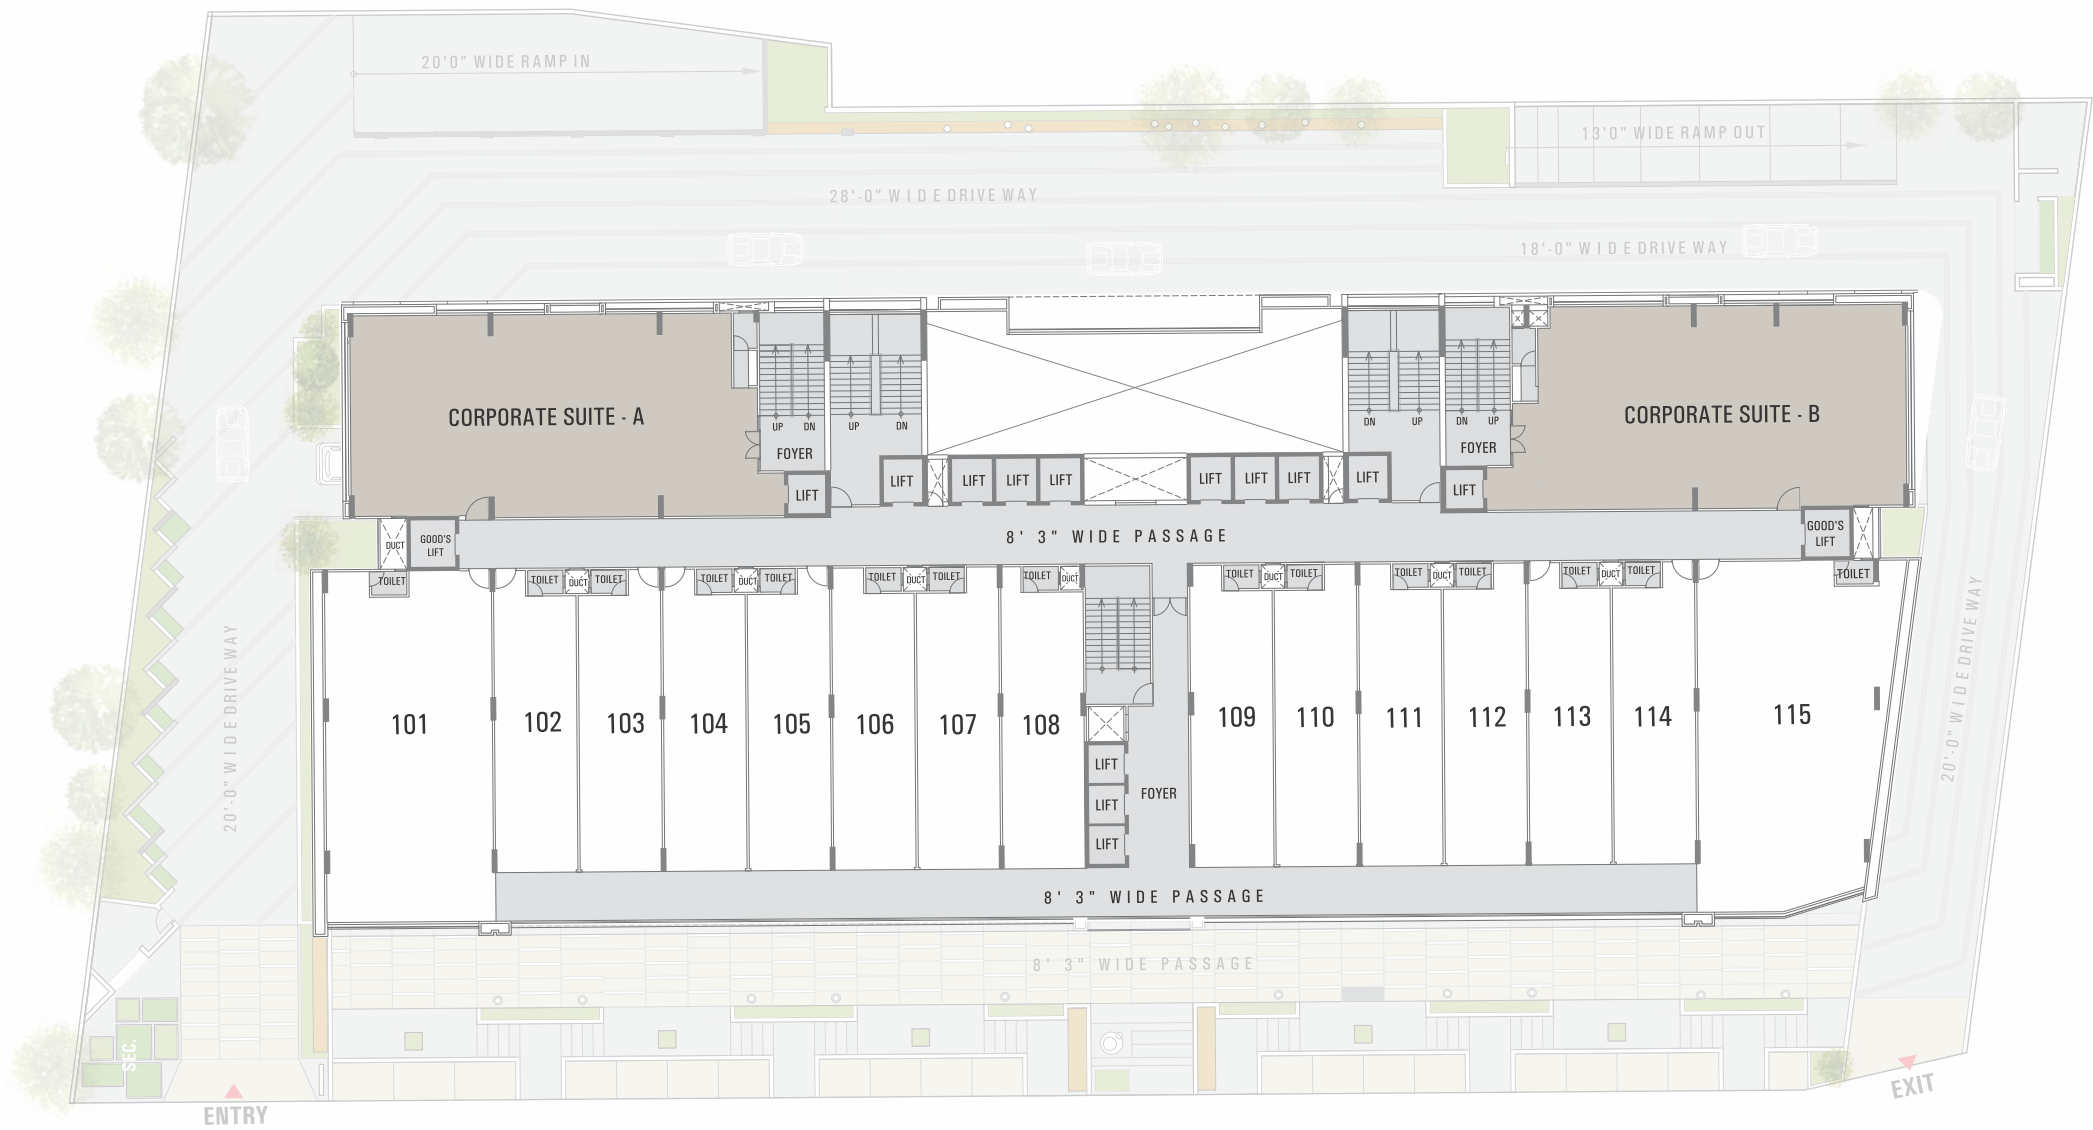 20'0" WIDE RAMP IN
13'0" WIDE RAMP OUT
28'-0" WIDE DRIVE WAY
18'-0" WIDE DRIVE WAY
CORPORATE SUITE - A
UP DN
UP DN
FOYER
LIFT
LIFT
LIFT
LIFT
LIFT
LIFT
LIFT
LIFT
LIFT
DN UP
DN UP
FOYER
LIFT
CORPORATE SUITE - B
DUCT
GOOD'S
LIFT
8' 3" WIDE PASSAGE
GOOD'S
LIFT
TOILET
TOILET DUCT TOILET
TOILET DUCT TOILET
TOILET DUCT TOILET
TOILET DUCT
TOILET DUCT TOILET
TOILET DUCT TOILET
TOILET DUCT TOILET
TOILET
101
102
103
104
105
106
107
108
109
110
111
112
113
114
115
LIFT
LIFT
LIFT
FOYER
20'-0" WIDE DRIVE WAY
20'-0" WIDE DRIVE WAY
8' 3" WIDE PASSAGE
8' 3" WIDE PASSAGE
SEC.
ENTRY
EXIT